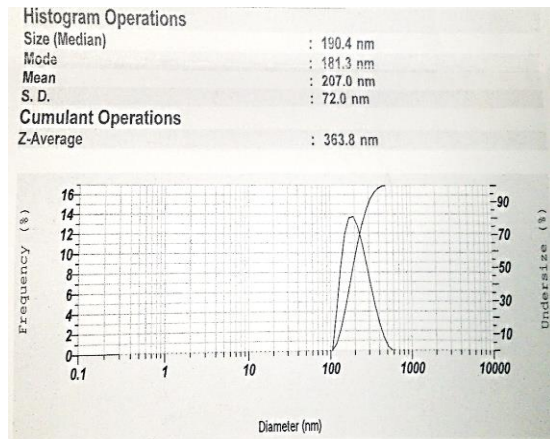 Histogram Operations
Size (Median) : 190.4 nm
Mode : 181.3 nm
Mean : 207.0 nm
S. D. : 72.0 nm
Cumulant Operations
Z-Average : 363.8 nm
Frequency (%)
16
14
12
10
8
6
4
2
0
90
70
50
30
10
Undersize (%)
0.1 1 10 100 1000 10000
Diameter (nm)